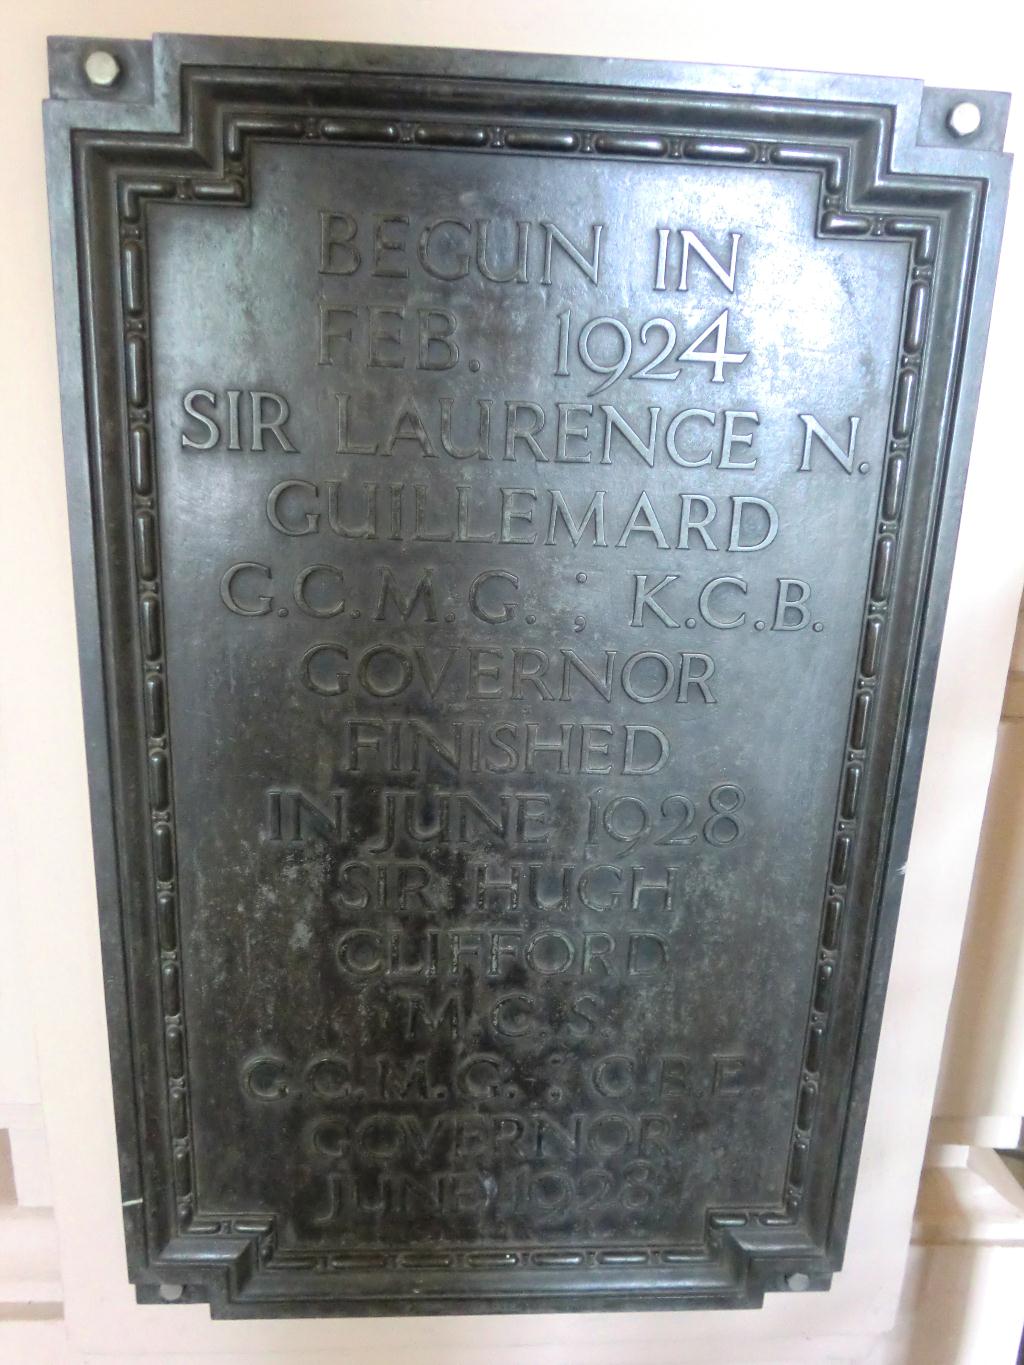 BEGUN IN
FEB. 1924
SIR LAURENCE N.
GUILLEMARD
G.C.M.G. ; K.C.B.
GOVERNOR
FINISHED
IN JUNE 1928
SIR HUGH
CLIFFORD
M.C.S.
G.C.M.G. ; C.B.E.
GOVERNOR
JUNE 1928